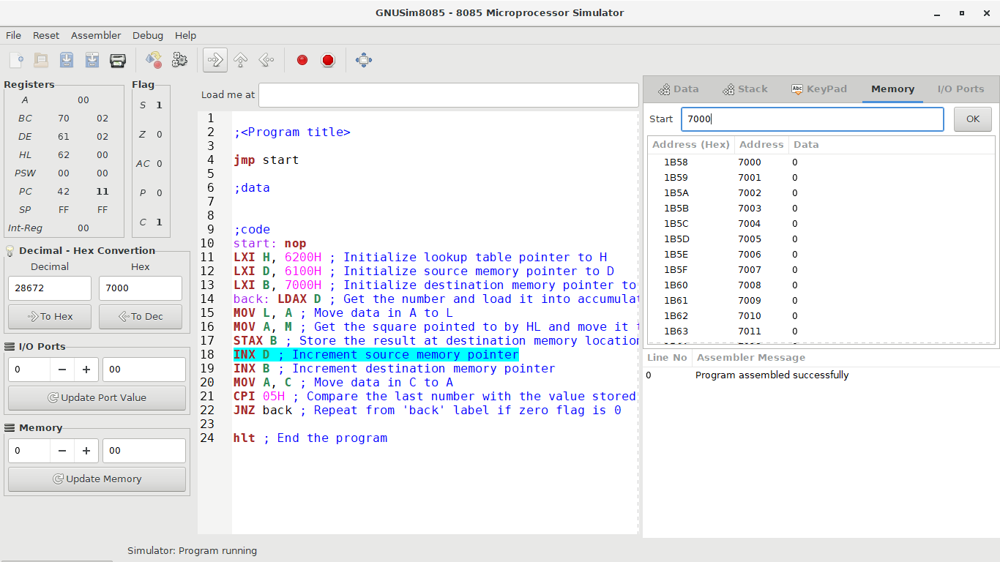 GNUSim8085 - 8085 Microprocessor Simulator
File Reset Assembler Debug Help
Registers
A 00
BC 70 02
DE 61 02
HL 62 00
PSW 00 00
PC 42 11
SP FF FF
Int-Reg 00
Flag
S 1
Z 0
AC 0
P 0
C 1
Decimal - Hex Convertion
Decimal Hex
28672 7000
To Hex To Dec
I/O Ports
0 − + 00
Update Port Value
Memory
0 − + 00
Update Memory
Load me at
1
2 ;<Program title>
3
4 jmp start
5
6 ;data
7
8
9 ;code
10 start: nop
11 LXI H, 6200H ; Initialize lookup table pointer to H
12 LXI D, 6100H ; Initialize source memory pointer to D
13 LXI B, 7000H ; Initialize destination memory pointer to
14 back: LDAX D ; Get the number and load it into accumulat
15 MOV L, A ; Move data in A to L
16 MOV A, M ; Get the square pointed to by HL and move it t
17 STAX B ; Store the result at destination memory location
18 INX D ; Increment source memory pointer
19 INX B ; Increment destination memory pointer
20 MOV A, C ; Move data in C to A
21 CPI 05H ; Compare the last number with the value stored
22 JNZ back ; Repeat from 'back' label if zero flag is 0
23
24 hlt ; End the program
Data Stack Abc KeyPad Memory I/O Ports
Start 7000 OK
Address (Hex) Address Data
1B58 7000 0
1B59 7001 0
1B5A 7002 0
1B5B 7003 0
1B5C 7004 0
1B5D 7005 0
1B5E 7006 0
1B5F 7007 0
1B60 7008 0
1B61 7009 0
1B62 7010 0
1B63 7011 0
Line No Assembler Message
0 Program assembled successfully
Simulator: Program running